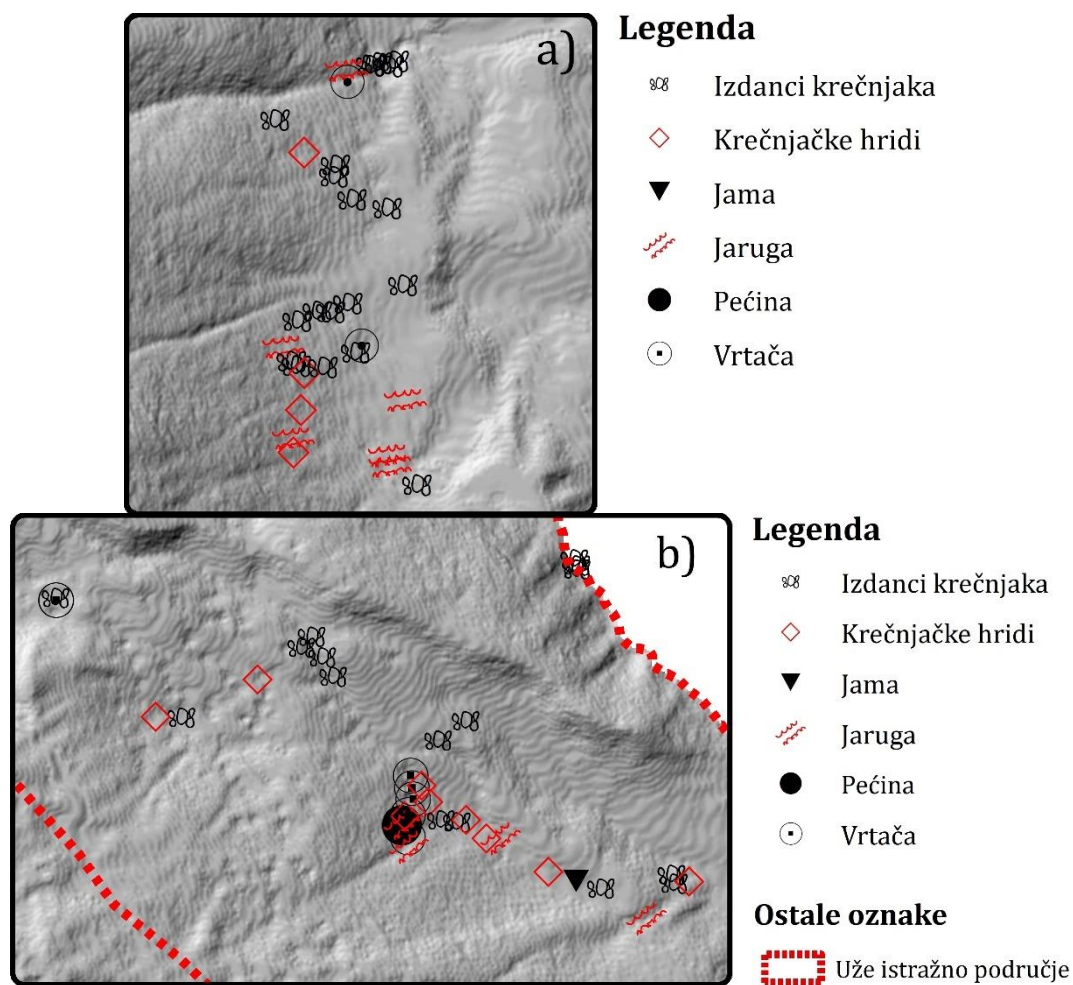 a)
Legenda
Izdanci krečnjaka
Krečnjačke hridi
Jama
Jaruga
Pećina
Vrtača
b)
Legenda
Izdanci krečnjaka
Krečnjačke hridi
Jama
Jaruga
Pećina
Vrtača
Ostale oznake
Uže istražno područje